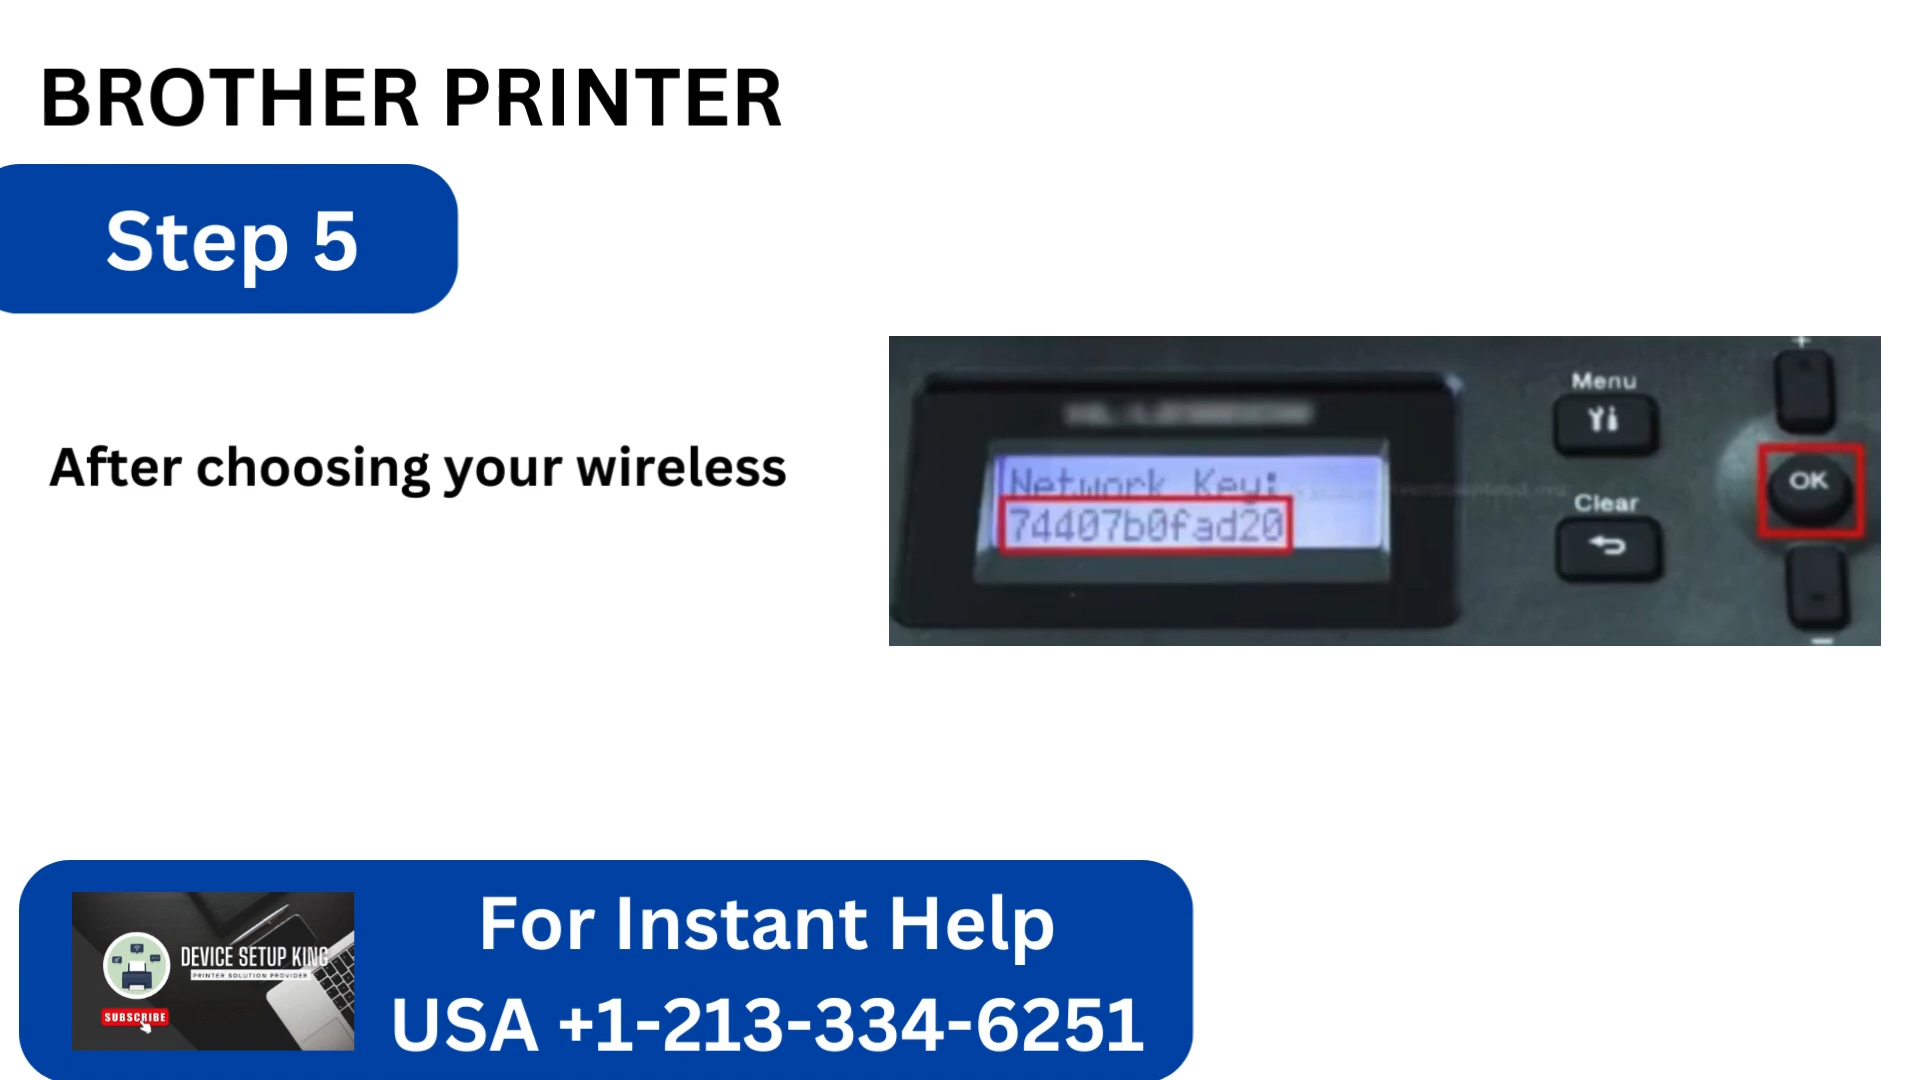 BROTHER PRINTER
Step 5
After choosing your wireless
Menu
Network Key:
74407b0fad20
OK
Clear
For Instant Help
USA +1-213-334-6251
DEVICE SETUP KING
PRINTER SOLUTION PROVIDER
SUBSCRIBE